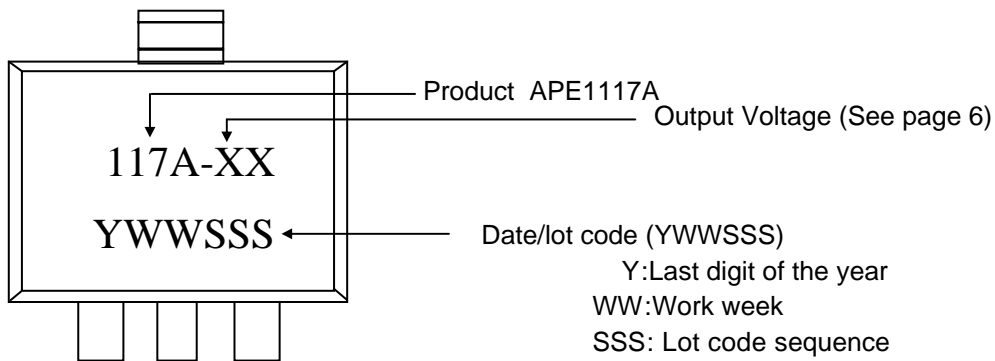 Product APE1117A
Output Voltage (See page 6)
117A-XX
YWWSSS
Date/lot code (YWWSSS)
Y:Last digit of the year
WW:Work week
SSS: Lot code sequence